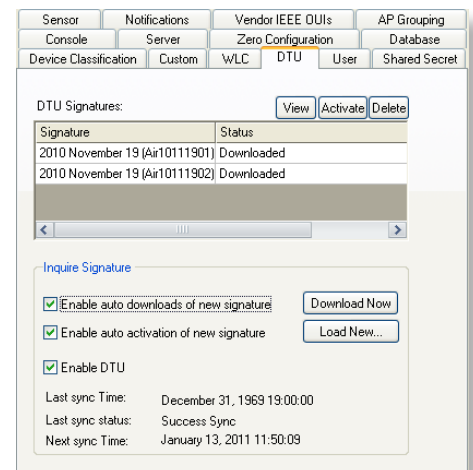 Sensor Notifications Vendor IEEE OUIs AP Grouping
Console Server Zero Configuration Database
Device Classification Custom WLC DTU User Shared Secret
DTU Signatures: View Activate Delete
Signature Status
2010 November 19 (Air10111901) Downloaded
2010 November 19 (Air10111902) Downloaded
Inquire Signature
Enable auto downloads of new signature Download Now
Enable auto activation of new signature Load New...
Enable DTU
Last sync Time: December 31, 1969 19:00:00
Last sync status: Success Sync
Next sync Time: January 13, 2011 11:50:09